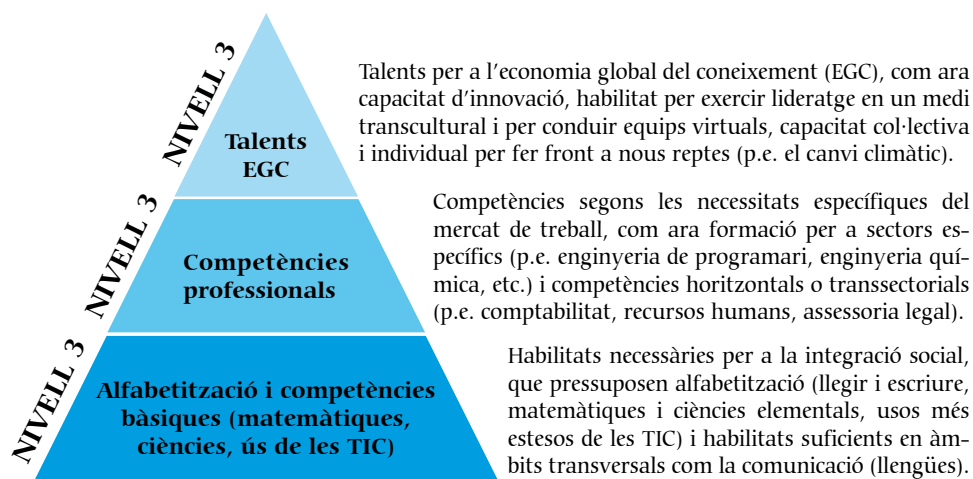 NIVELL 3
Talents
EGC
Talents per a l’economia global del coneixement (EGC), com ara
capacitat d’innovació, habilitat per exercir lideratge en un medi
transcultural i per conduir equips virtuals, capacitat col·lectiva
i individual per fer front a nous reptes (p.e. el canvi climàtic).
NIVELL 3
Competències
professionals
Competències segons les necessitats específiques del
mercat de treball, com ara formació per a sectors es-
pecífics (p.e. enginyeria de programari, enginyeria quí-
mica, etc.) i competències horitzontals o transsectorials
(p.e. comptabilitat, recursos humans, assessoria legal).
NIVELL 3
Alfabetització i competències
bàsiques (matemàtiques,
ciències, ús de les TIC)
Habilitats necessàries per a la integració social,
que pressuposen alfabetització (llegir i escriure,
matemàtiques i ciències elementals, usos més
estesos de les TIC) i habilitats suficients en àm-
bits transversals com la comunicació (llengües).